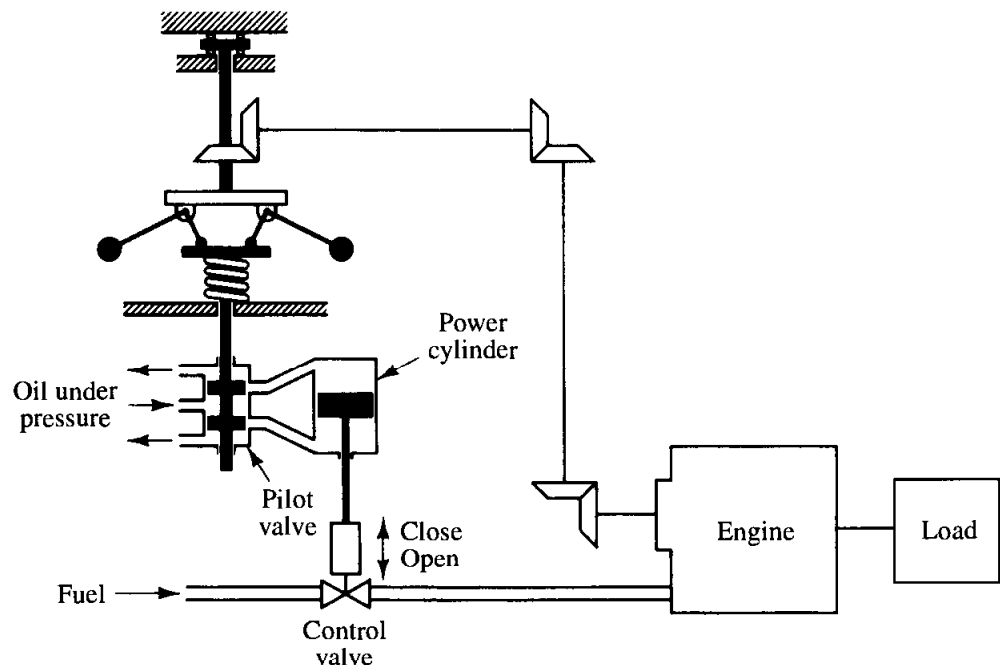 Power
cylinder
Oil under
pressure
Pilot
valve
Close
Open
Engine
Load
Fuel
Control
valve